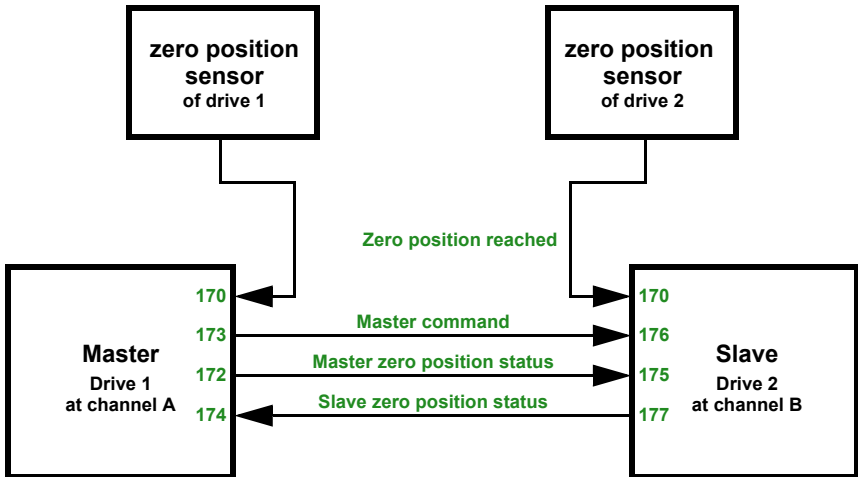 zero position
sensor
of drive 1
zero position
sensor
of drive 2
Zero position reached
170
170
173
Master command
176
Master
Drive 1
at channel A
172
Master zero position status
175
Slave
Drive 2
at channel B
174
Slave zero position status
177